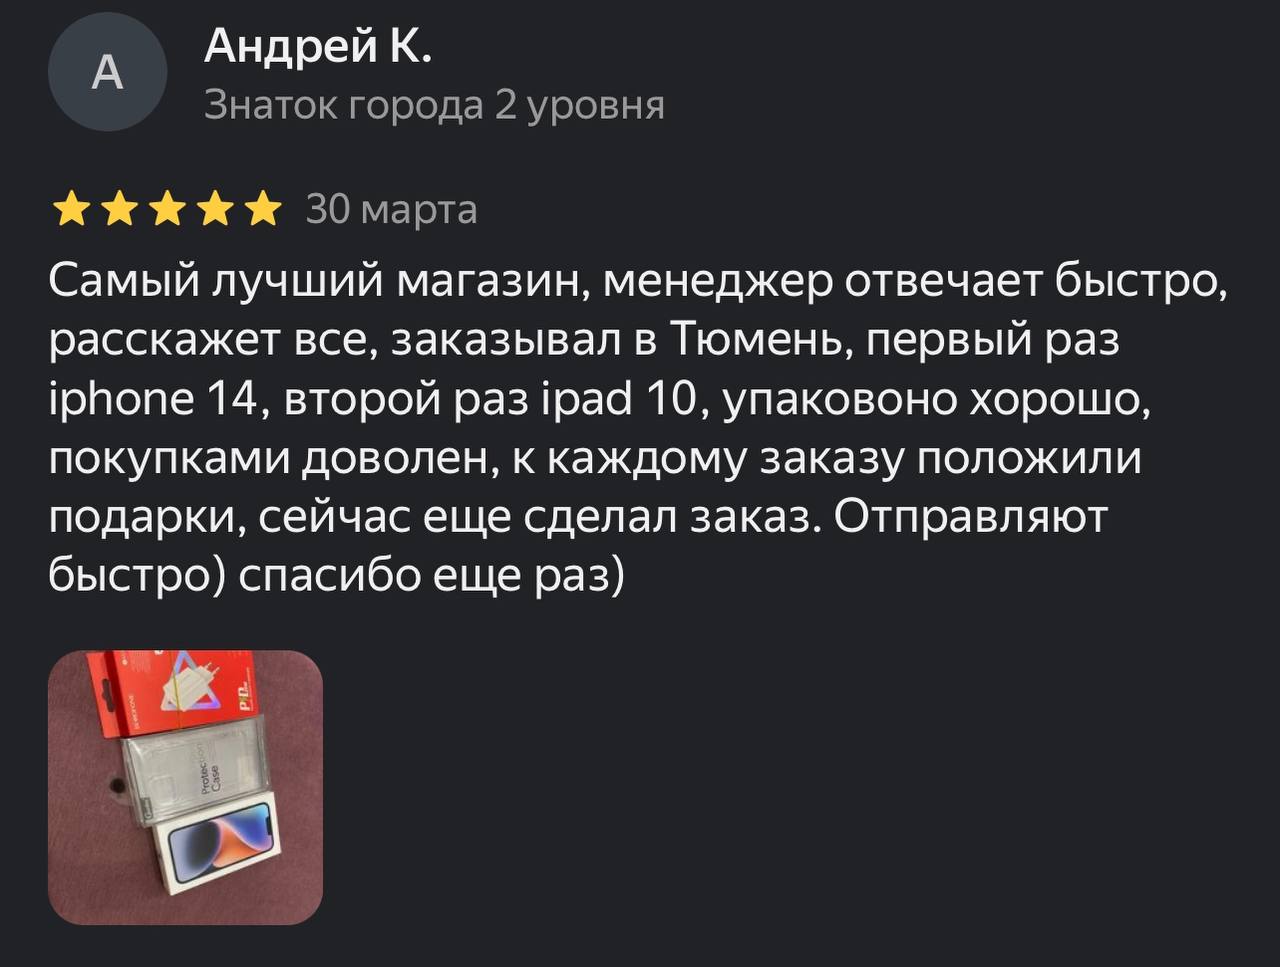 А
Андрей К.
Знаток города 2 уровня
30 марта
Самый лучший магазин, менеджер отвечает быстро,
расскажет все, заказывал в Тюмень, первый раз
iphone 14, второй раз ipad 10, упаковоно хорошо,
покупками доволен, к каждому заказу положили
подарки, сейчас еще сделал заказ. Отправляют
быстро) спасибо еще раз)
Protection
Case